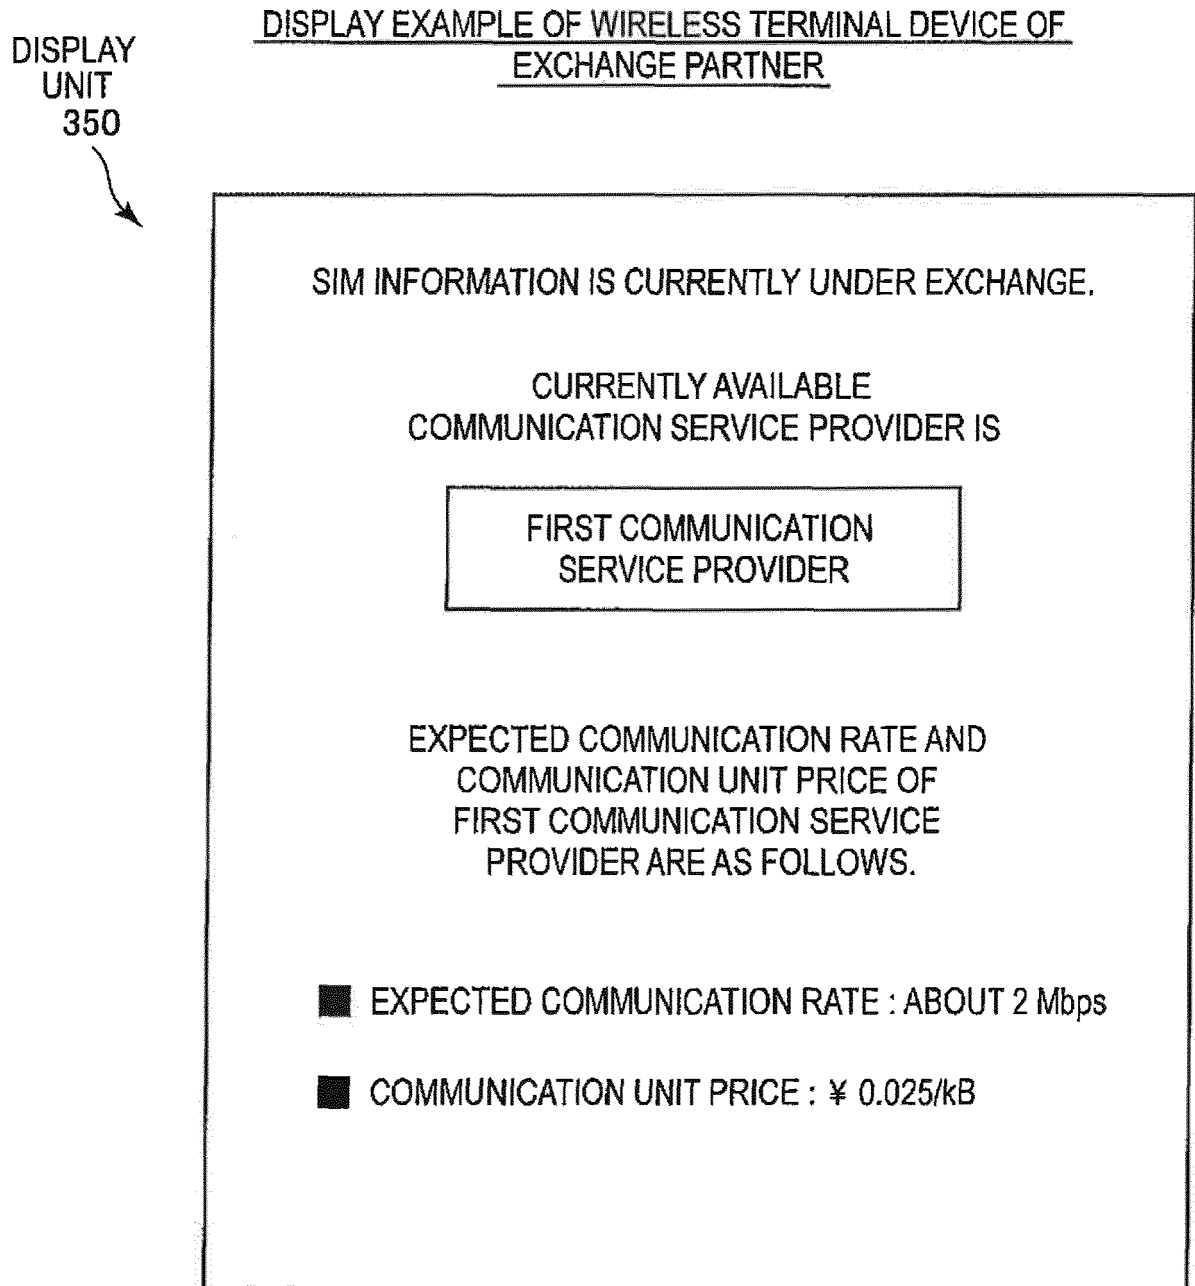 DISPLAY EXAMPLE OF WIRELESS TERMINAL DEVICE OF
EXCHANGE PARTNER
DISPLAY
UNIT
350
SIM INFORMATION IS CURRENTLY UNDER EXCHANGE.
CURRENTLY AVAILABLE
COMMUNICATION SERVICE PROVIDER IS
FIRST COMMUNICATION
SERVICE PROVIDER
EXPECTED COMMUNICATION RATE AND
COMMUNICATION UNIT PRICE OF
FIRST COMMUNICATION SERVICE
PROVIDER ARE AS FOLLOWS.
■ EXPECTED COMMUNICATION RATE : ABOUT 2 Mbps
■ COMMUNICATION UNIT PRICE : ¥ 0.025/kB